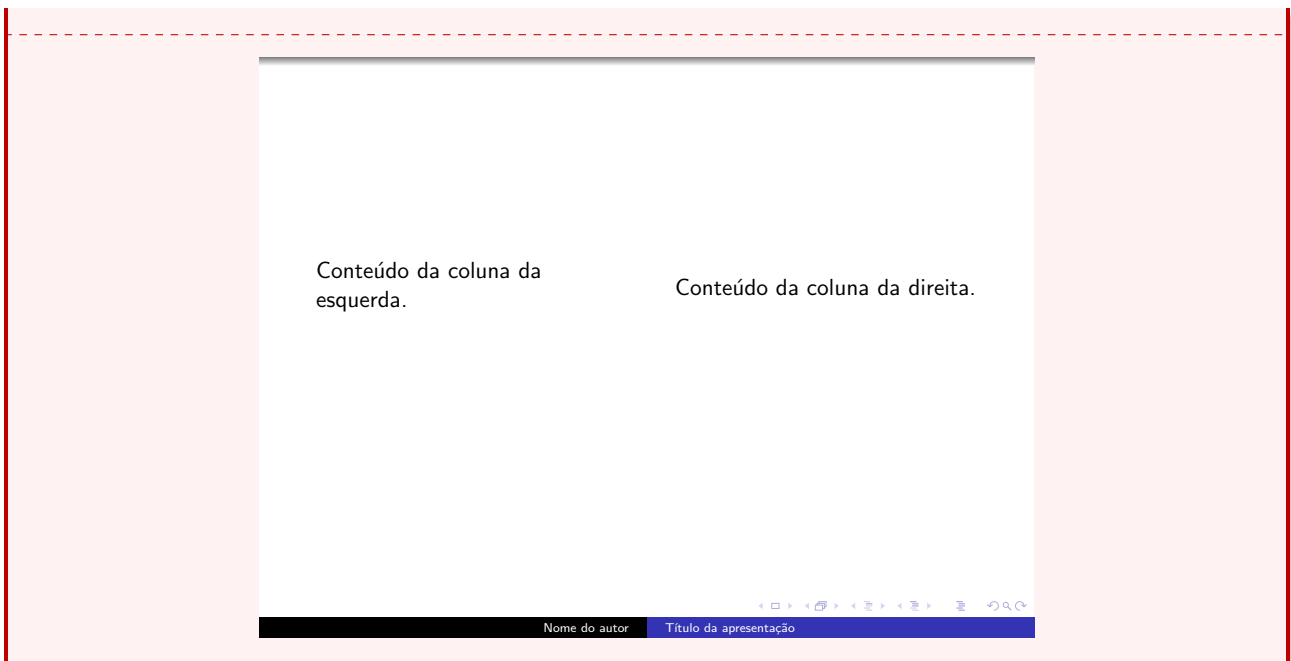 Conteúdo da coluna da
esquerda.
Conteúdo da coluna da direita.
Nome do autor
Título da apresentação